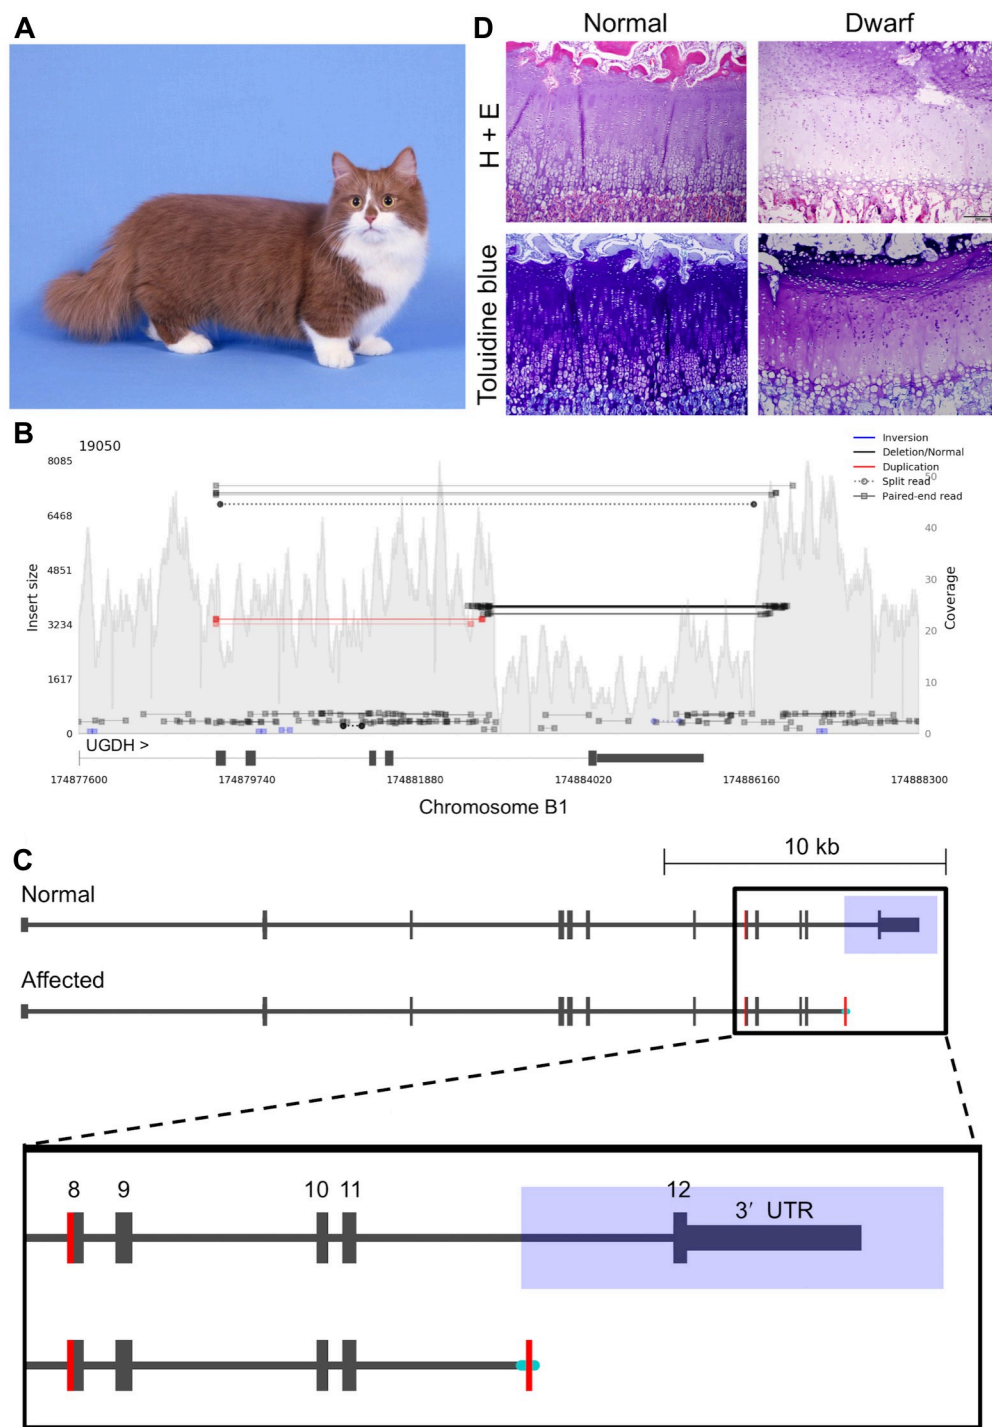 A
D
Normal
Dwarf
H + E
Toluidine blue
B
19050
8085
6468
4851
3234
1617
0
Insert size
Inversion
Deletion/Normal
Duplication
Split read
Paired-end read
50
40
30
20
10
0
Coverage
UGDH >
174877600
174879740
174881880
174884020
174886160
174888300
Chromosome B1
C
10 kb
Normal
Affected
8
9
10
11
12
3′ UTR